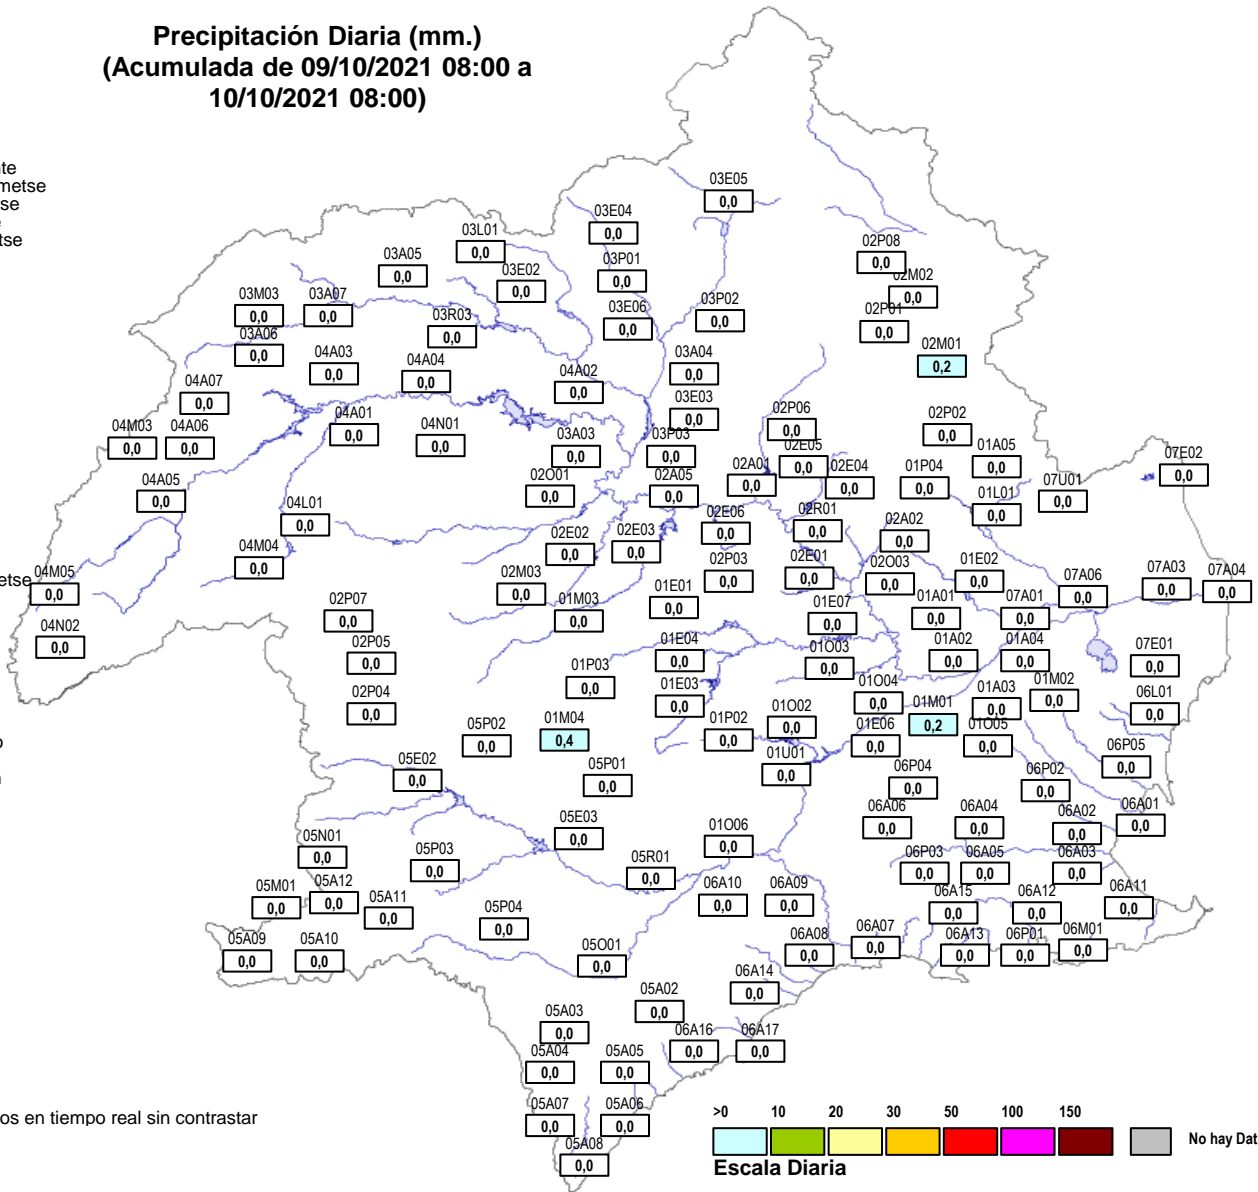 Precipitación Diaria (mm.)
(Acumulada de 09/10/2021 08:00 a
10/10/2021 08:00)
metse
03E05
0,0
03E04
0,0
03L01
0,0
03A05
0,0
03E02
0,0
03P01
0,0
02P08
0,0
02M02
0,0
03M03
0,0
03A07
0,0
03R03
0,0
03E06
0,0
03P02
0,0
02P01
0,0
03A06
0,0
04A03
0,0
04A04
0,0
04A02
0,0
03A04
0,0
02M01
0,2
04A07
0,0
03E03
0,0
04M03
0,0
04A06
0,0
04A01
0,0
04N01
0,0
03A03
0,0
03P03
0,0
02P06
0,0
02P02
0,0
02E05
0,0
01A05
0,0
07E02
0,0
04A05
0,0
02O01
0,0
02A05
0,0
02A01
0,0
02E04
0,0
01P04
0,0
01L01
0,0
07U01
0,0
04L01
0,0
02E06
0,0
02R01
0,0
02A02
0,0
04M04
0,0
02E02
0,0
02E03
0,0
metse
04M05
0,0
02M03
0,0
02P03
0,0
02E01
0,0
02O03
0,0
01E02
0,0
07A06
0,0
07A03
0,0
07A04
0,0
02P07
0,0
01M03
0,0
01E01
0,0
01E07
0,0
01A01
0,0
07A01
0,0
04N02
0,0
02P05
0,0
01E04
0,0
01O03
0,0
01A02
0,0
01A04
0,0
07E01
0,0
02P04
0,0
01P03
0,0
01E03
0,0
01O04
0,0
01A03
0,0
01M02
0,0
06L01
0,0
05P02
0,0
01M04
0,4
01P02
0,0
01O02
0,0
01E06
0,0
01M01
0,2
01O05
0,0
05E02
0,0
05P01
0,0
01U01
0,0
06P04
0,0
06P02
0,0
06P05
0,0
05E03
0,0
01O06
0,0
06A06
0,0
06A04
0,0
06A02
0,0
06A01
0,0
05N01
0,0
05P03
0,0
05R01
0,0
06P03
0,0
06A05
0,0
06A03
0,0
05M01
0,0
05A12
0,0
05A11
0,0
06A10
0,0
06A09
0,0
06A15
0,0
06A12
0,0
06A11
0,0
05P04
0,0
05A09
0,0
05A10
0,0
05O01
0,0
06A08
0,0
06A07
0,0
06A13
0,0
06P01
0,0
06M01
0,0
06A14
0,0
05A02
0,0
05A03
0,0
06A16
0,0
06A17
0,0
05A04
0,0
05A05
0,0
05A07
0,0
05A06
0,0
05A08
0,0
os en tiempo real sin contrastar
>0 10 20 30 50 100 150
No hay Dat
Escala Diaria